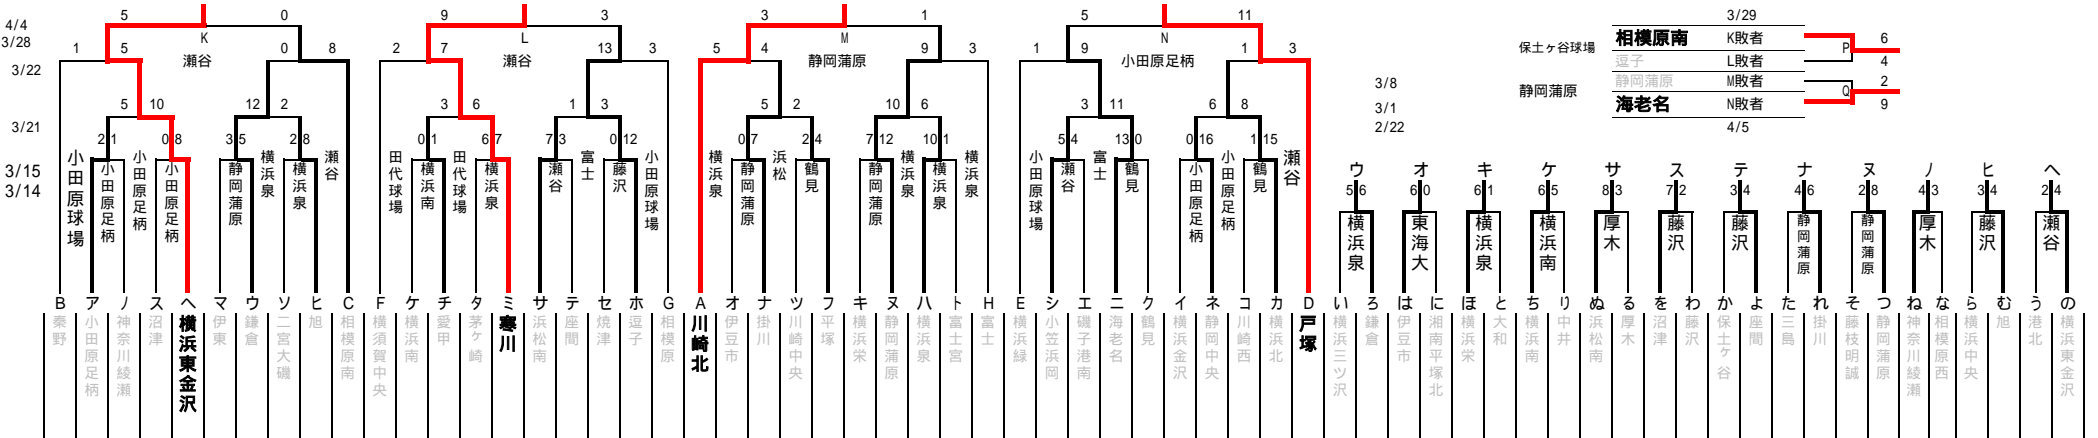 5 0 9 3 3 1 5 11 3/29
4/4 K L M N 相模原南 K敗者 P 6
3/28 1 5 0 8 2 7 13 3 5 4 9 3 1 9 1 3 保土ヶ谷球場 逗子 L敗者 4
瀬谷 瀬谷 静岡蒲原 小田原足柄
3/22 3/8 静岡蒲原 静岡蒲原 M敗者 Q 2
5 10 12 2 3 6 1 3 5 2 10 6 3 11 6 8 3/1 海老名 N敗者 9
3/21 2/22 4/5
2 1 0 8 3 5 2 8 0 1 6 7 7 3 0 12 0 7 2 4 7 12 10 1 5 4 13 0 0 16 1 15
3/15
3/14
小田原球場 小田原足柄 小田原足柄 小田原足柄 静岡蒲原 横浜泉 横浜泉 瀬谷
田代球場 横浜南 田代球場 横浜泉 瀬谷 富士 藤沢 小田原球場
横浜泉 静岡蒲原 浜松 鶴見 静岡蒲原 横浜泉 横浜泉 横浜泉
小田原球場 瀬谷 富士 鶴見 小田原足柄 小田原足柄 鶴見 瀬谷
ウ オ キ ケ サ ス テ ナ ヌ ノ ヒ ヘ
5 6 6 0 6 1 6 5 8 3 7 2 3 4 4 6 2 8 4 3 3 4 2 4
横浜泉 東海大 横浜泉 横浜南 厚木 藤沢 藤沢 静岡蒲原 静岡蒲原 厚木 藤沢 瀬谷
B ア ノ ス ヘ マ ウ ソ ヒ C F ケ チ タ ミ サ テ セ ホ G A オ ナ ツ フ キ ヌ ハ ト H E シ エ ニ ク イ ネ コ カ D い ろ は に ほ と ち り ぬ る を わ か よ た れ そ つ ね な ら む う の
秦野
小田原足柄
神奈川綾瀬
沼津
横浜東金沢
伊東
鎌倉
二宮大磯
旭
相模原南
横須賀中央
横浜南
愛甲
茅ヶ崎
寒川
浜松南
座間
焼津
逗子
相模原
川崎北
伊豆市
掛川
川崎中央
平塚
横浜栄
静岡蒲原
横浜泉
富士宮
富士
横浜緑
小笠浜岡
磯子港南
海老名
鶴見
横浜金沢
静岡中央
川崎西
横浜北
戸塚
横浜三ツ沢
鎌倉
伊豆市
湘南平塚北
横浜栄
大和
横浜南
中井
浜松南
厚木
沼津
藤沢
保土ケ谷
座間
三島
掛川
藤枝明誠
静岡蒲原
神奈川綾瀬
相模原西
横浜中央
旭
港北
横浜東金沢